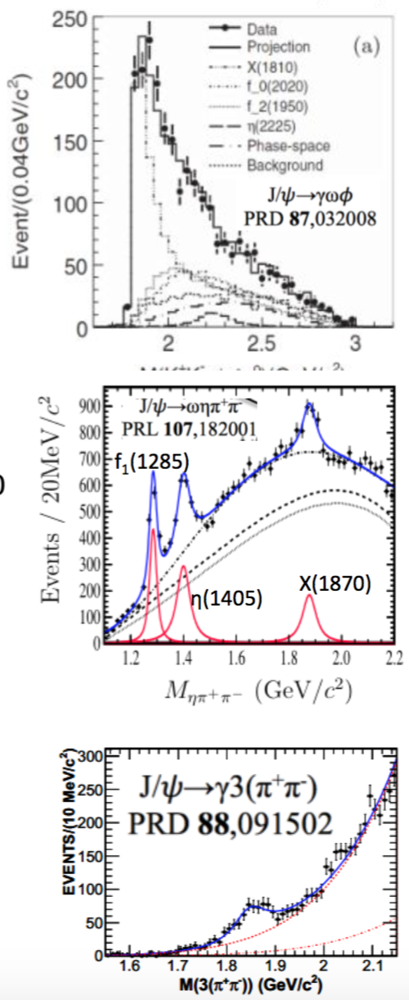 250
200
150
100
50
0
Event/(0.04GeV/c²)
Data
Projection
X(1810)
f_0(2020)
f_2(1950)
η(2225)
Phase-space
Background
(a)
J/ψ→γωϕ
PRD 87,032008
2 2.5 3
0
900
800
700
600
500
400
300
200
100
0
Events / 20MeV/c²
J/ψ→ωηπ⁺π⁻
PRL 107,182001
f₁(1285)
η(1405)
X(1870)
1.2 1.4 1.6 1.8 2.0 2.2
M_ηπ⁺π⁻ (GeV/c²)
300
250
200
150
100
50
0
EVENTS/(10 MeV/c²)
J/ψ→γ3(π⁺π⁻)
PRD 88,091502
1.6 1.7 1.8 1.9 2 2.1
M(3(π⁺π⁻)) (GeV/c²)